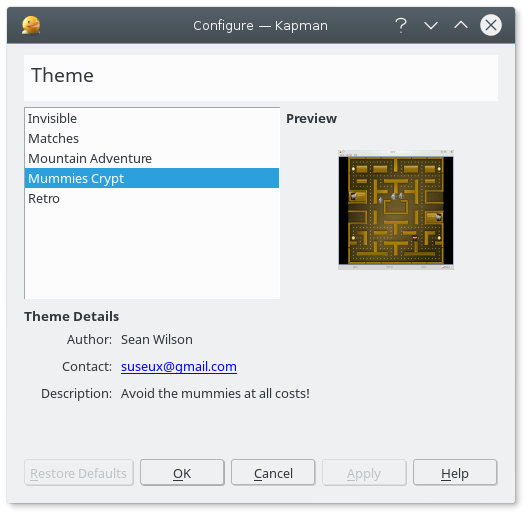 Configure — Kapman
Theme
Invisible
Matches
Mountain Adventure
Mummies Crypt
Retro
Preview
Theme Details
Author: Sean Wilson
Contact: suseux@gmail.com
Description: Avoid the mummies at all costs!
Restore Defaults OK Cancel Apply Help